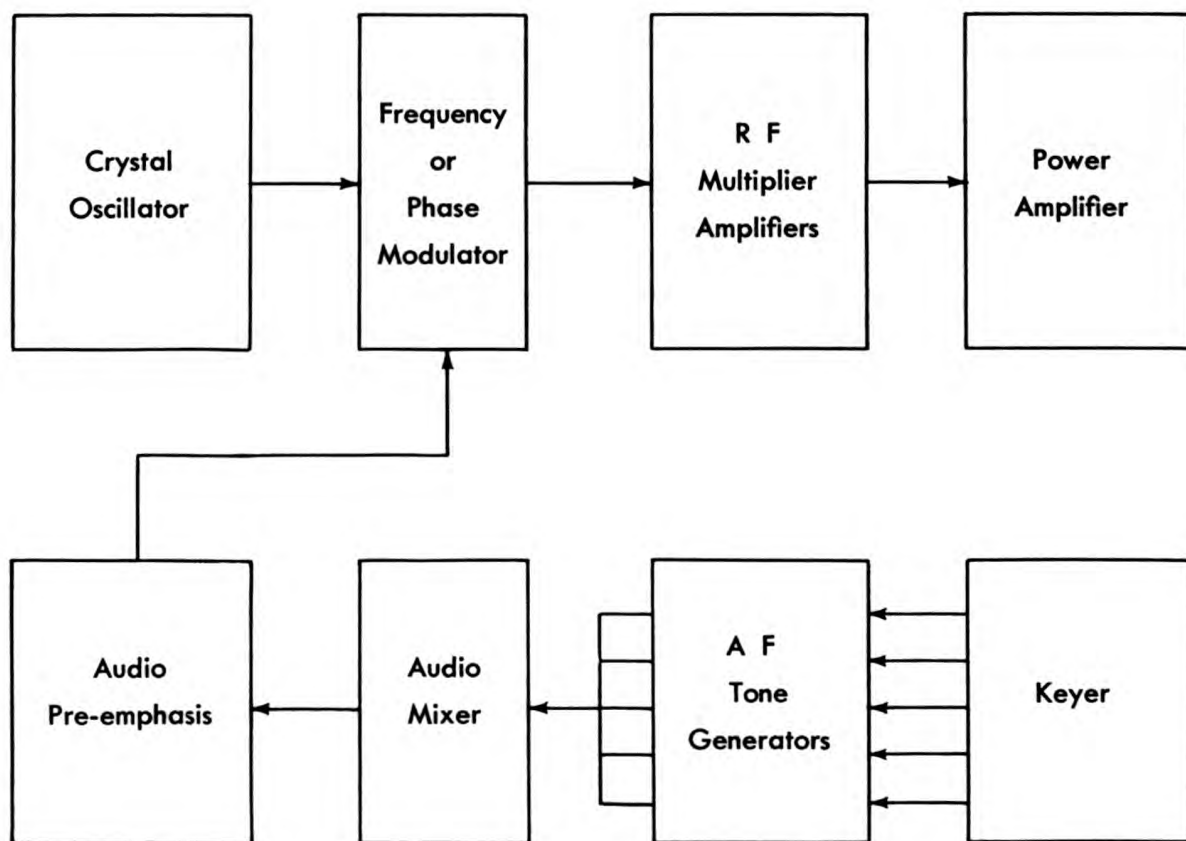 Crystal
Oscillator
Frequency
or
Phase
Modulator
R F
Multiplier
Amplifiers
Power
Amplifier
Audio
Pre-emphasis
Audio
Mixer
A F
Tone
Generators
Keyer